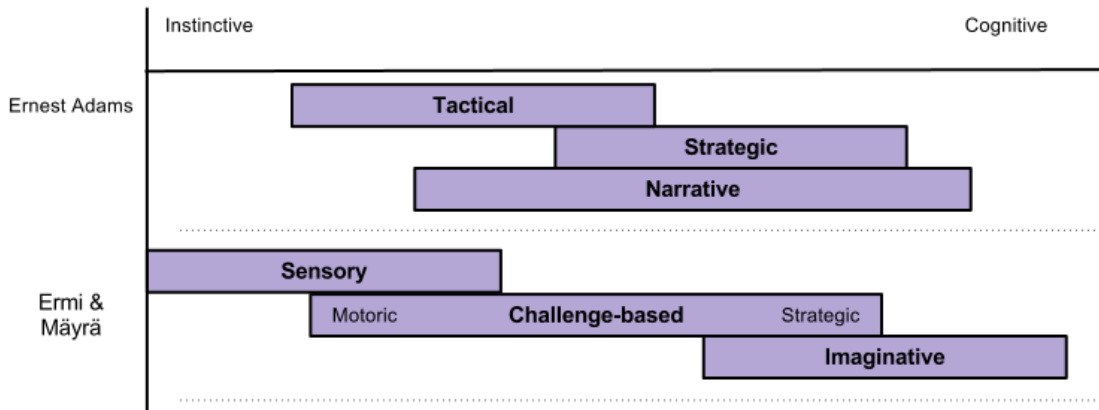 Instinctive
Cognitive
Ernest Adams
Tactical
Strategic
Narrative
Sensory
Ermi &
Mäyrä
Motoric
Challenge-based
Strategic
Imaginative